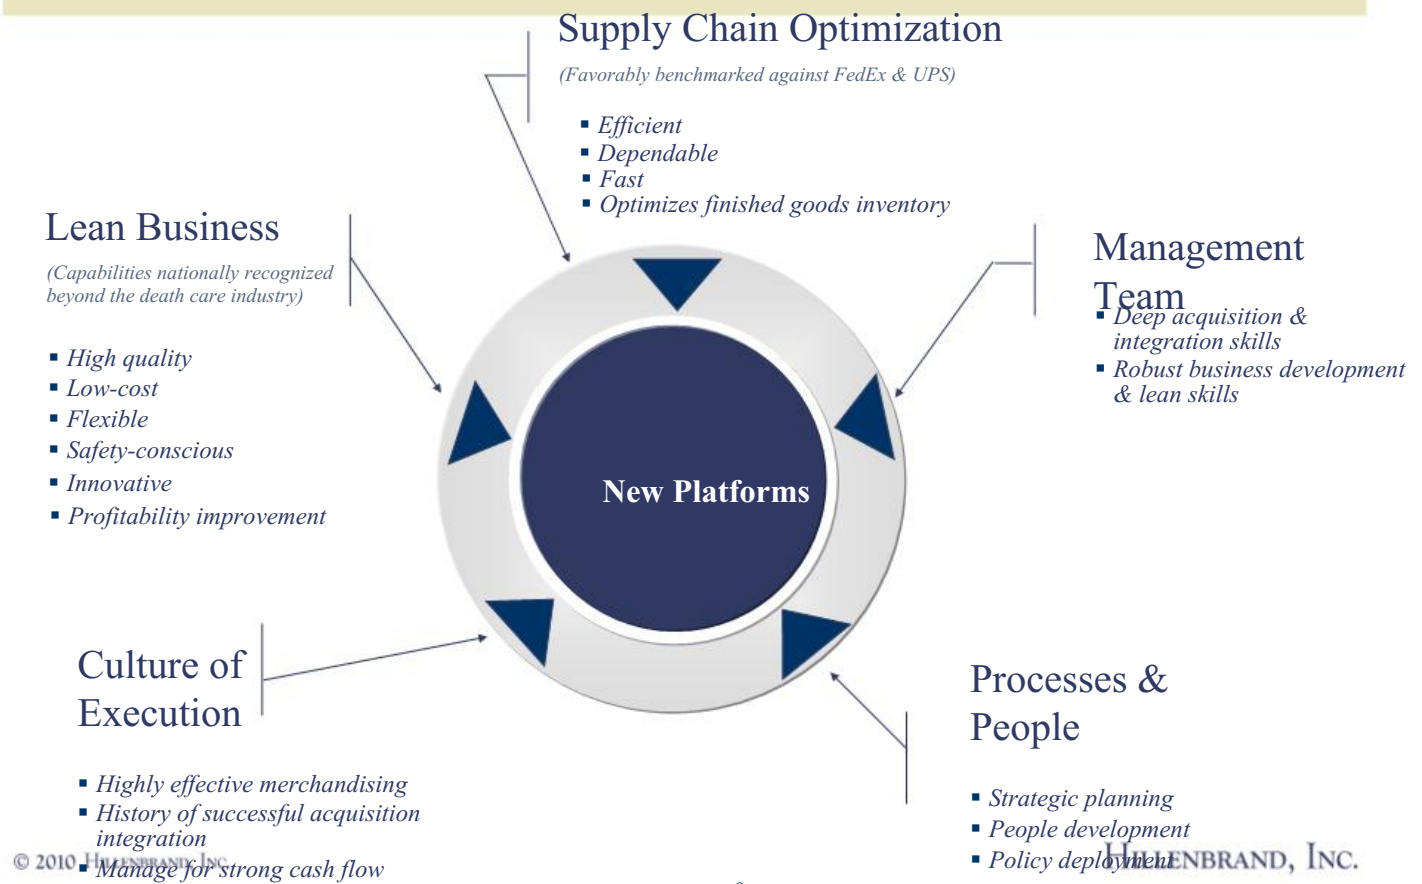 Supply Chain Optimization
(Favorably benchmarked against FedEx & UPS)
▪ Efficient
▪ Dependable
▪ Fast
▪ Optimizes finished goods inventory
Lean Business
(Capabilities nationally recognized
beyond the death care industry)
▪ High quality
▪ Low-cost
▪ Flexible
▪ Safety-conscious
▪ Innovative
▪ Profitability improvement
Management
Team
▪ Deep acquisition &
integration skills
▪ Robust business development
& lean skills
New Platforms
Culture of
Execution
▪ Highly effective merchandising
▪ History of successful acquisition
integration
▪ Manage for strong cash flow
Processes &
People
▪ Strategic planning
▪ People development
▪ Policy deployment
© 2010 Hillenbrand, Inc.
HILLENBRAND, INC.